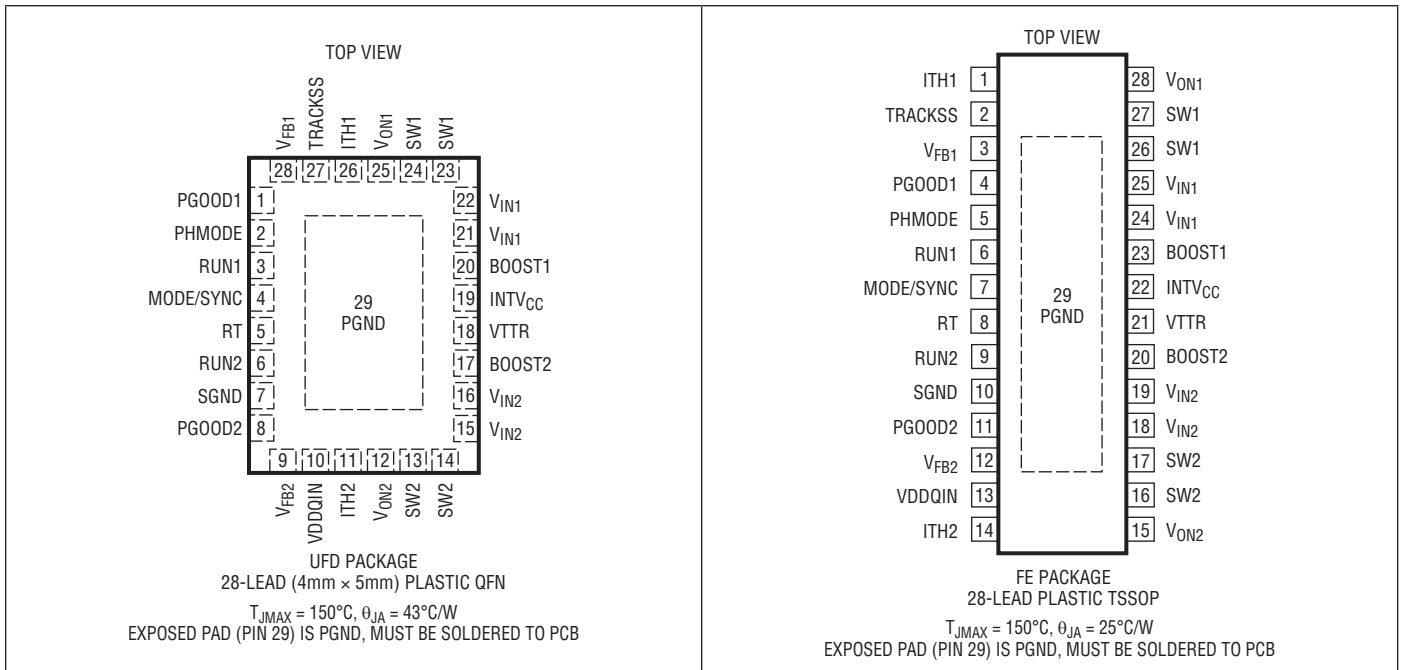 TOP VIEW
VFB1
TRACKSS
ITH1
VON1
SW1
SW1
28 27 26 25 24 23
PGOOD1 1
PHMODE 2
RUN1 3
MODE/SYNC 4
RT 5
RUN2 6
SGND 7
PGOOD2 8
22 VIN1
21 VIN1
20 BOOST1
19 INTVCC
18 VTTR
17 BOOST2
16 VIN2
15 VIN2
29
PGND
9 10 11 12 13 14
VFB2
VDDQIN
ITH2
VON2
SW2
SW2
UFD PACKAGE
28-LEAD (4mm × 5mm) PLASTIC QFN
TJMAX = 150°C, θJA = 43°C/W
EXPOSED PAD (PIN 29) IS PGND, MUST BE SOLDERED TO PCB
TOP VIEW
ITH1 1
TRACKSS 2
VFB1 3
PGOOD1 4
PHMODE 5
RUN1 6
MODE/SYNC 7
RT 8
RUN2 9
SGND 10
PGOOD2 11
VFB2 12
VDDQIN 13
ITH2 14
28 VON1
27 SW1
26 SW1
25 VIN1
24 VIN1
23 BOOST1
22 INTVCC
21 VTTR
20 BOOST2
19 VIN2
18 VIN2
17 SW2
16 SW2
15 VON2
29
PGND
FE PACKAGE
28-LEAD PLASTIC TSSOP
TJMAX = 150°C, θJA = 25°C/W
EXPOSED PAD (PIN 29) IS PGND, MUST BE SOLDERED TO PCB